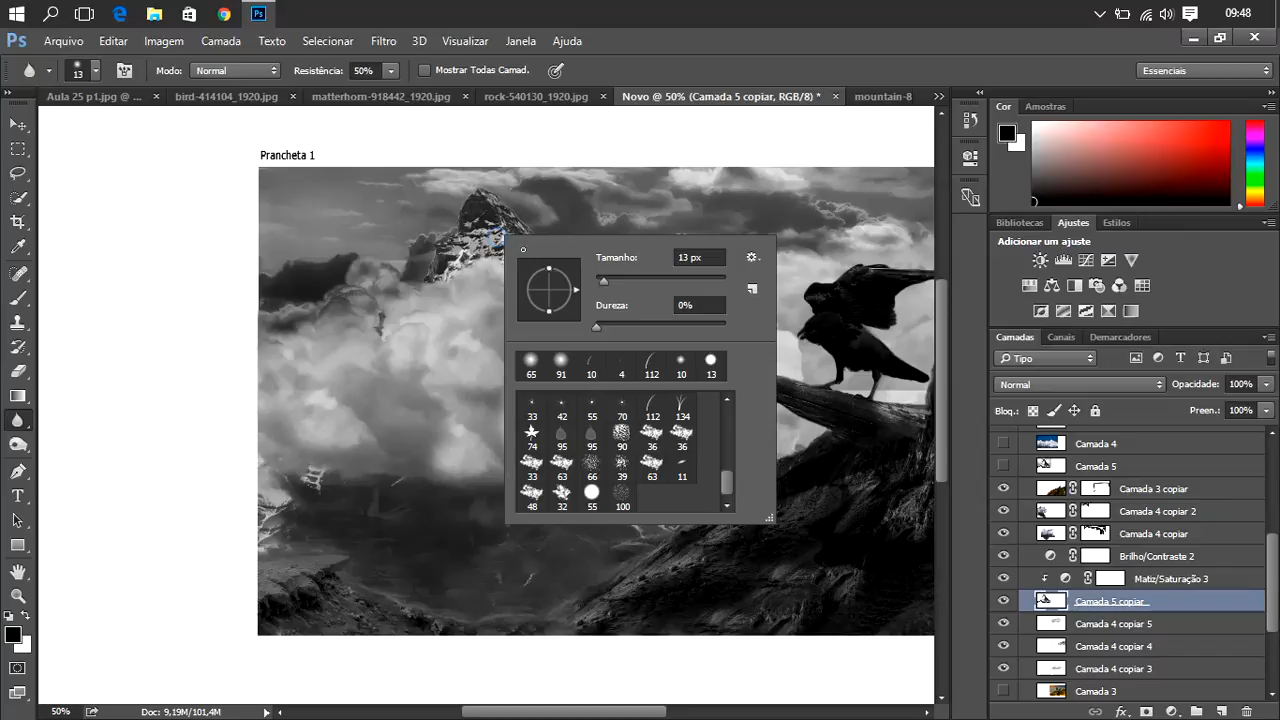 09:48
Ps Arquivo Editar Imagem Camada Texto Selecionar Filtro 3D Visualizar Janela Ajuda
13 Modo: Normal Resistência: 50% Mostrar Todas Camad. Essenciais
Aula 25 p1.jpg @ ... × bird-414104_1920.jpg × matterhorn-918442_1920.jpg × rock-540130_1920.jpg × Novo @ 50% (Camada 5 copiar, RGB/8) * × mountain-8
Cor Amostras
Prancheta 1
Bibliotecas Ajustes Estilos
Adicionar um ajuste
Tamanho: 13 px
Dureza: 0%
Camadas Canais Demarcadores
Tipo
65 91 10 4 112 10 13
Normal Opacidade: 100%
Bloq.: Preen.: 100%
33 42 55 70 112 134
74 95 95 90 36 36
33 63 66 39 63 11
48 32 55 100
Camada 4
Camada 5
Camada 3 copiar
Camada 4 copiar 2
Camada 4 copiar
Brilho/Contraste 2
Matiz/Saturação 3
Camada 5 copiar
Camada 4 copiar 5
Camada 4 copiar 4
Camada 4 copiar 3
Camada 3
50% Doc: 9,19M/101,4M